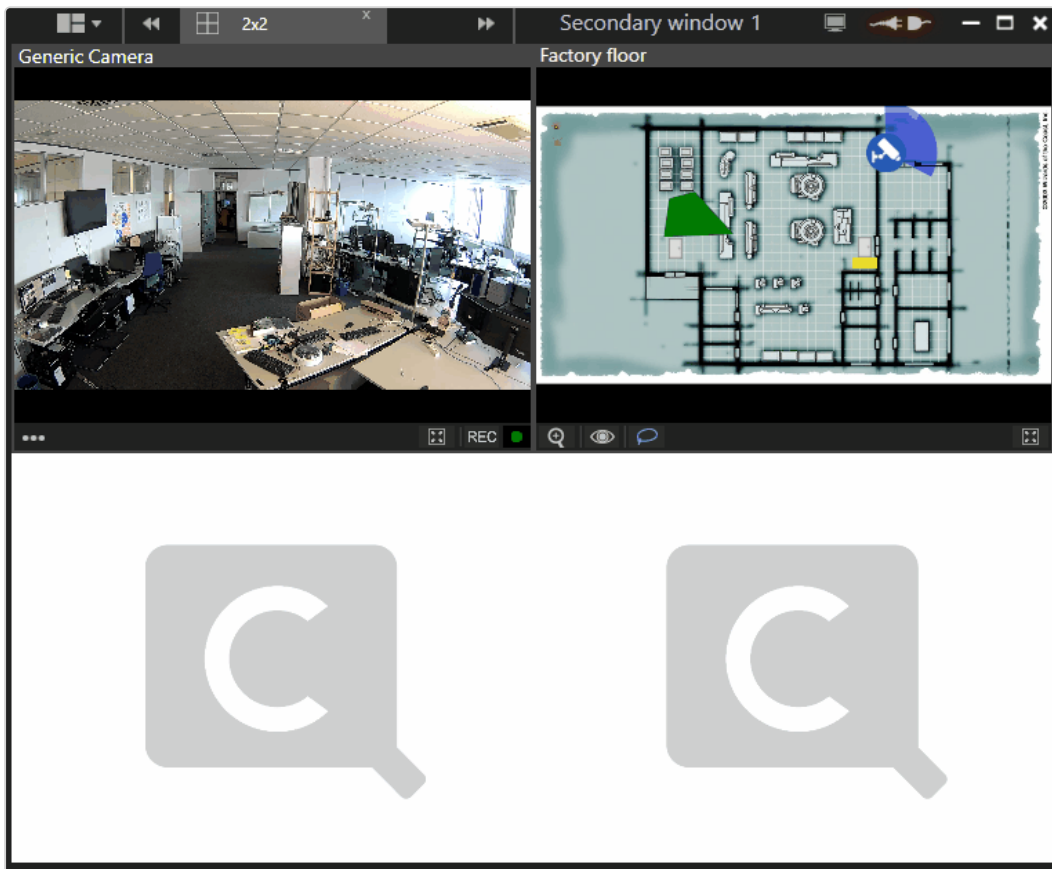 2x2
x
Secondary window 1
Generic Camera
Factory floor
REC